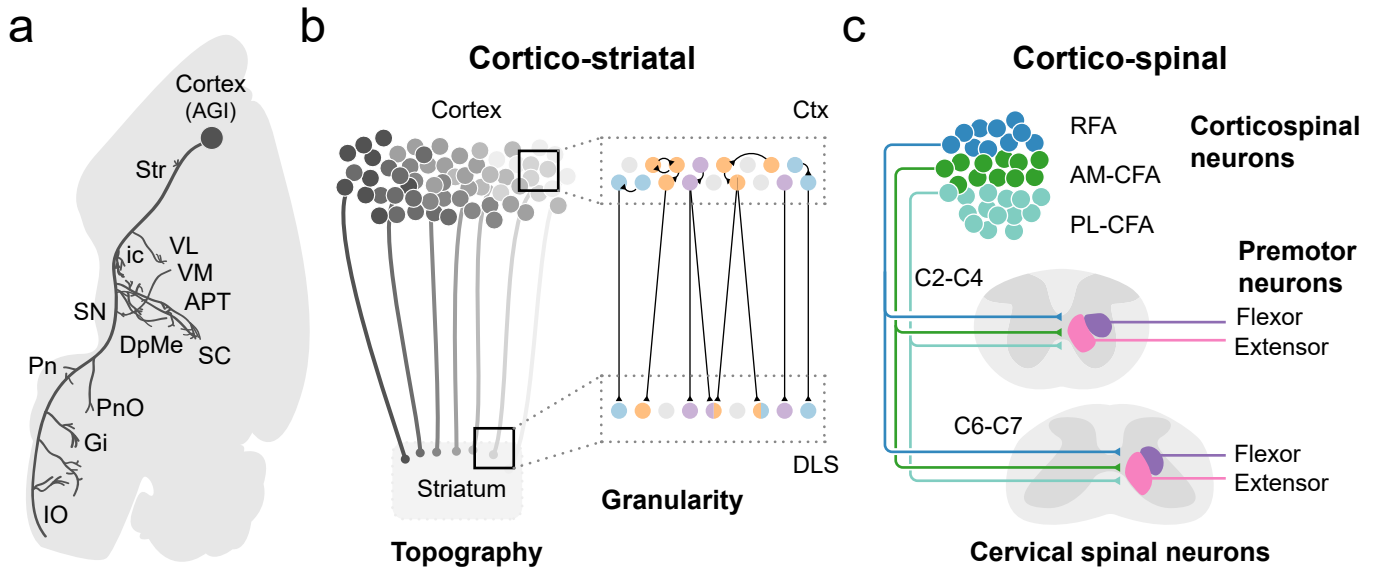 a
Cortex
(AGI)
Str
ic
VL
VM
APT
SN
DpMe
SC
Pn
PnO
Gi
IO
b
Cortico-striatal
Cortex
Ctx
Striatum
DLS
Granularity
Topography
c
Cortico-spinal
RFA
AM-CFA
PL-CFA
Corticospinal
neurons
C2-C4
Premotor
neurons
Flexor
Extensor
C6-C7
Flexor
Extensor
Cervical spinal neurons